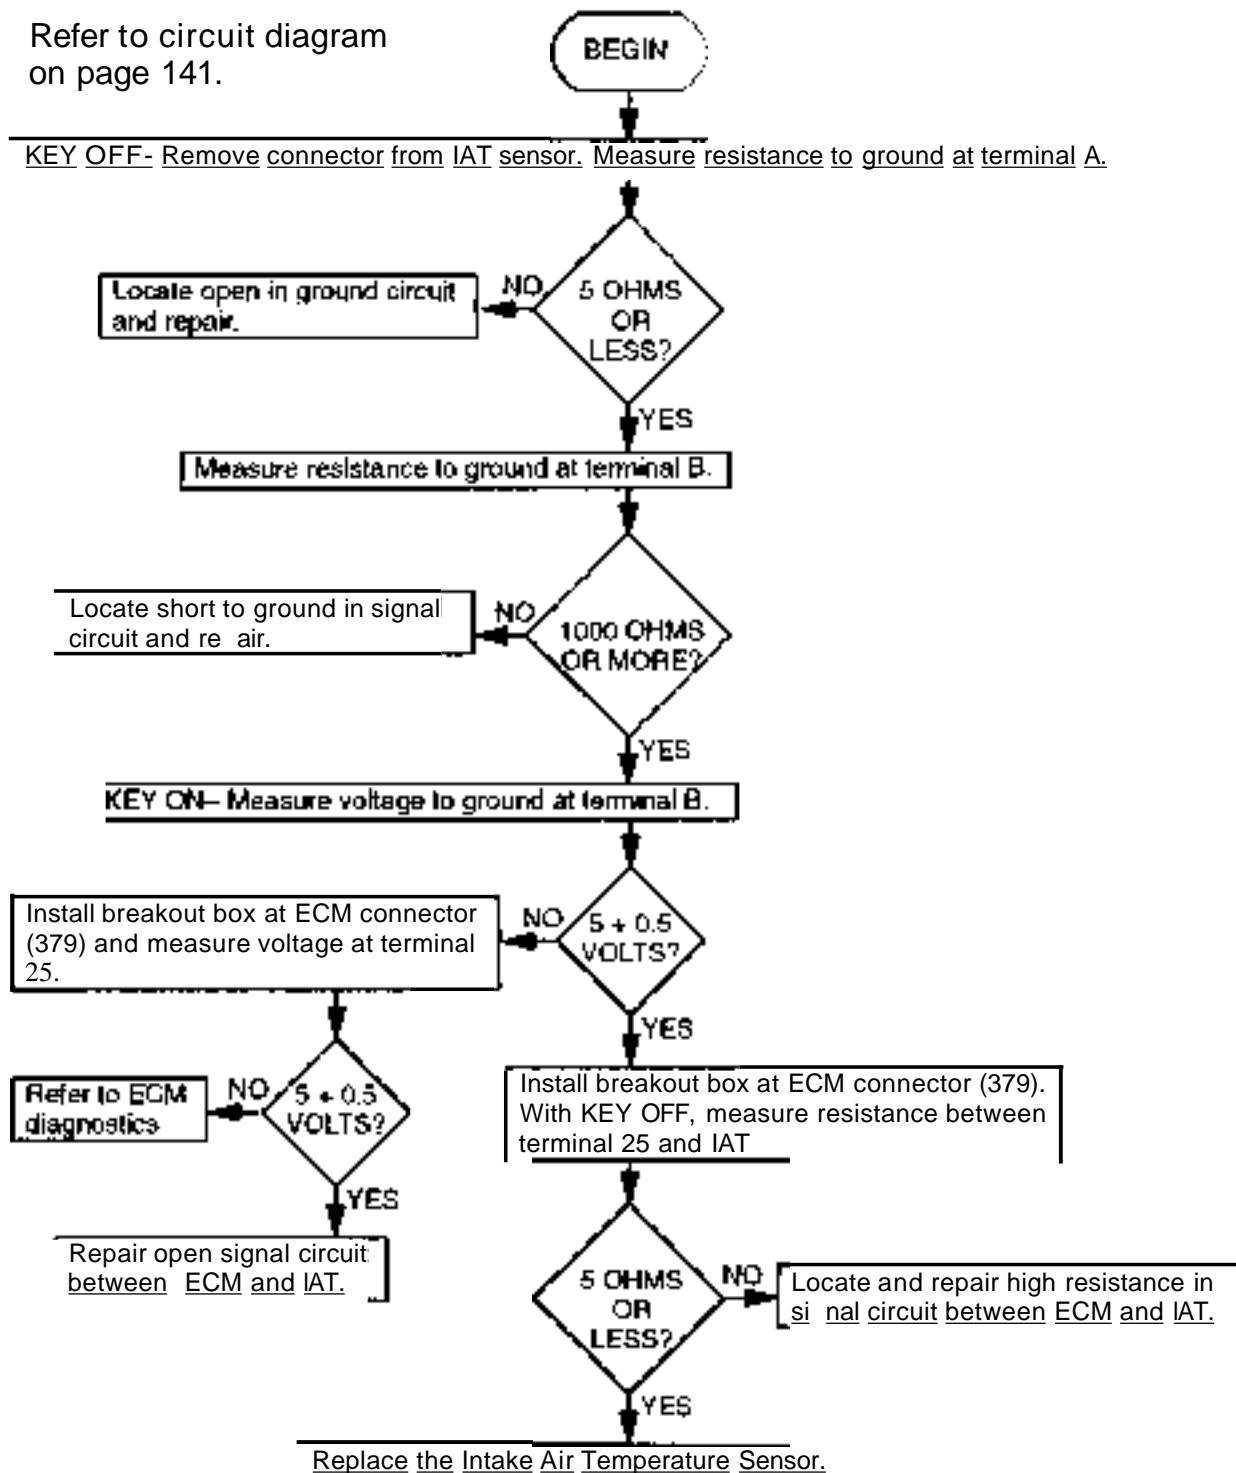 Refer to circuit diagram
on page 141.
BEGIN
KEY OFF- Remove connector from IAT sensor. Measure resistance to ground at terminal A.
5 OHMS
OR
LESS?
NO
Locate open in ground circuit
and repair.
YES
Measure resistance to ground at terminal B.
1000 OHMS
OR MORE?
NO
Locate short to ground in signal
circuit and re air.
YES
KEY ON– Measure voltage to ground at terminal B.
5 + 0.5
VOLTS?
NO
Install breakout box at ECM connector
(379) and measure voltage at terminal
25.
5 + 0.5
VOLTS?
NO
Refer to ECM
diagnostics
YES
Repair open signal circuit
between ECM and IAT.
YES
Install breakout box at ECM connector (379).
With KEY OFF, measure resistance between
terminal 25 and IAT
5 OHMS
OR
LESS?
NO
Locate and repair high resistance in
si nal circuit between ECM and IAT.
YES
Replace the Intake Air Temperature Sensor.